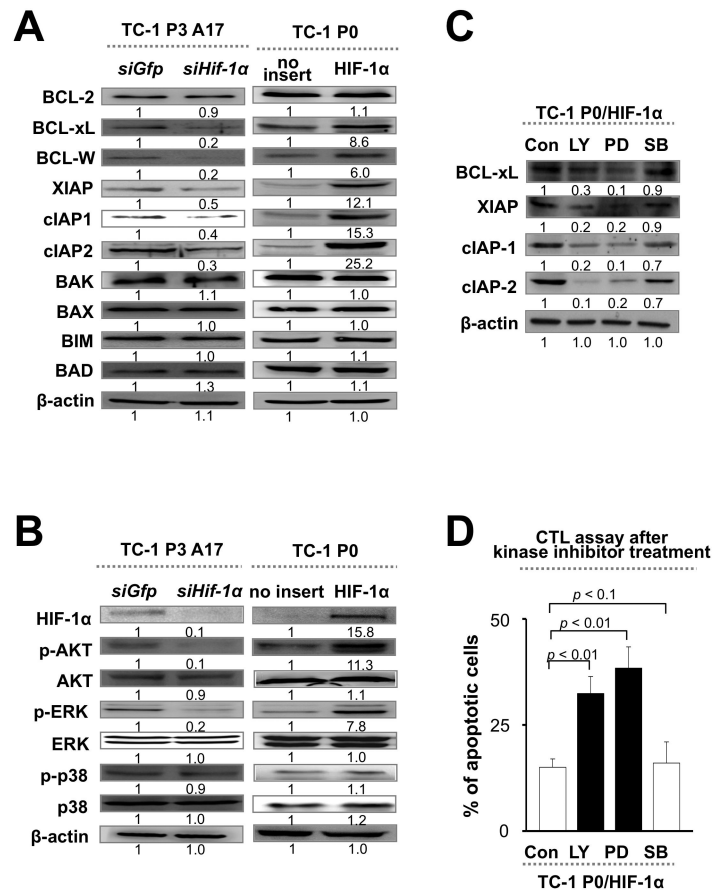 A
TC-1 P3 A17 TC-1 P0
siGfp siHif-1α no insert HIF-1α
BCL-2
1 0.9 1 1.1
BCL-xL
1 0.2 1 8.6
BCL-W
1 0.2 1 6.0
XIAP
1 0.5 1 12.1
cIAP1
1 0.4 1 15.3
cIAP2
1 0.3 1 25.2
BAK
1 1.1 1 1.0
BAX
1 1.0 1 1.0
BIM
1 1.0 1 1.1
BAD
1 1.3 1 1.1
β-actin
1 1.1 1 1.0
C
TC-1 P0/HIF-1α
Con LY PD SB
BCL-xL
1 0.3 0.1 0.9
XIAP
1 0.2 0.2 0.9
cIAP-1
1 0.2 0.1 0.7
cIAP-2
1 0.1 0.2 0.7
β-actin
1 1.0 1.0 1.0
B
TC-1 P3 A17 TC-1 P0
siGfp siHif-1α no insert HIF-1α
HIF-1α
1 0.1 1 15.8
p-AKT
1 0.1 1 11.3
AKT
1 0.9 1 1.1
p-ERK
1 0.2 1 7.8
ERK
1 1.0 1 1.0
p-p38
1 0.9 1 1.1
p38
1 1.0 1 1.2
β-actin
1 1.0 1 1.0
D
CTL assay after
kinase inhibitor treatment
p < 0.1
p < 0.01
p < 0.01
% of apoptotic cells
50
25
0
Con LY PD SB
TC-1 P0/HIF-1α